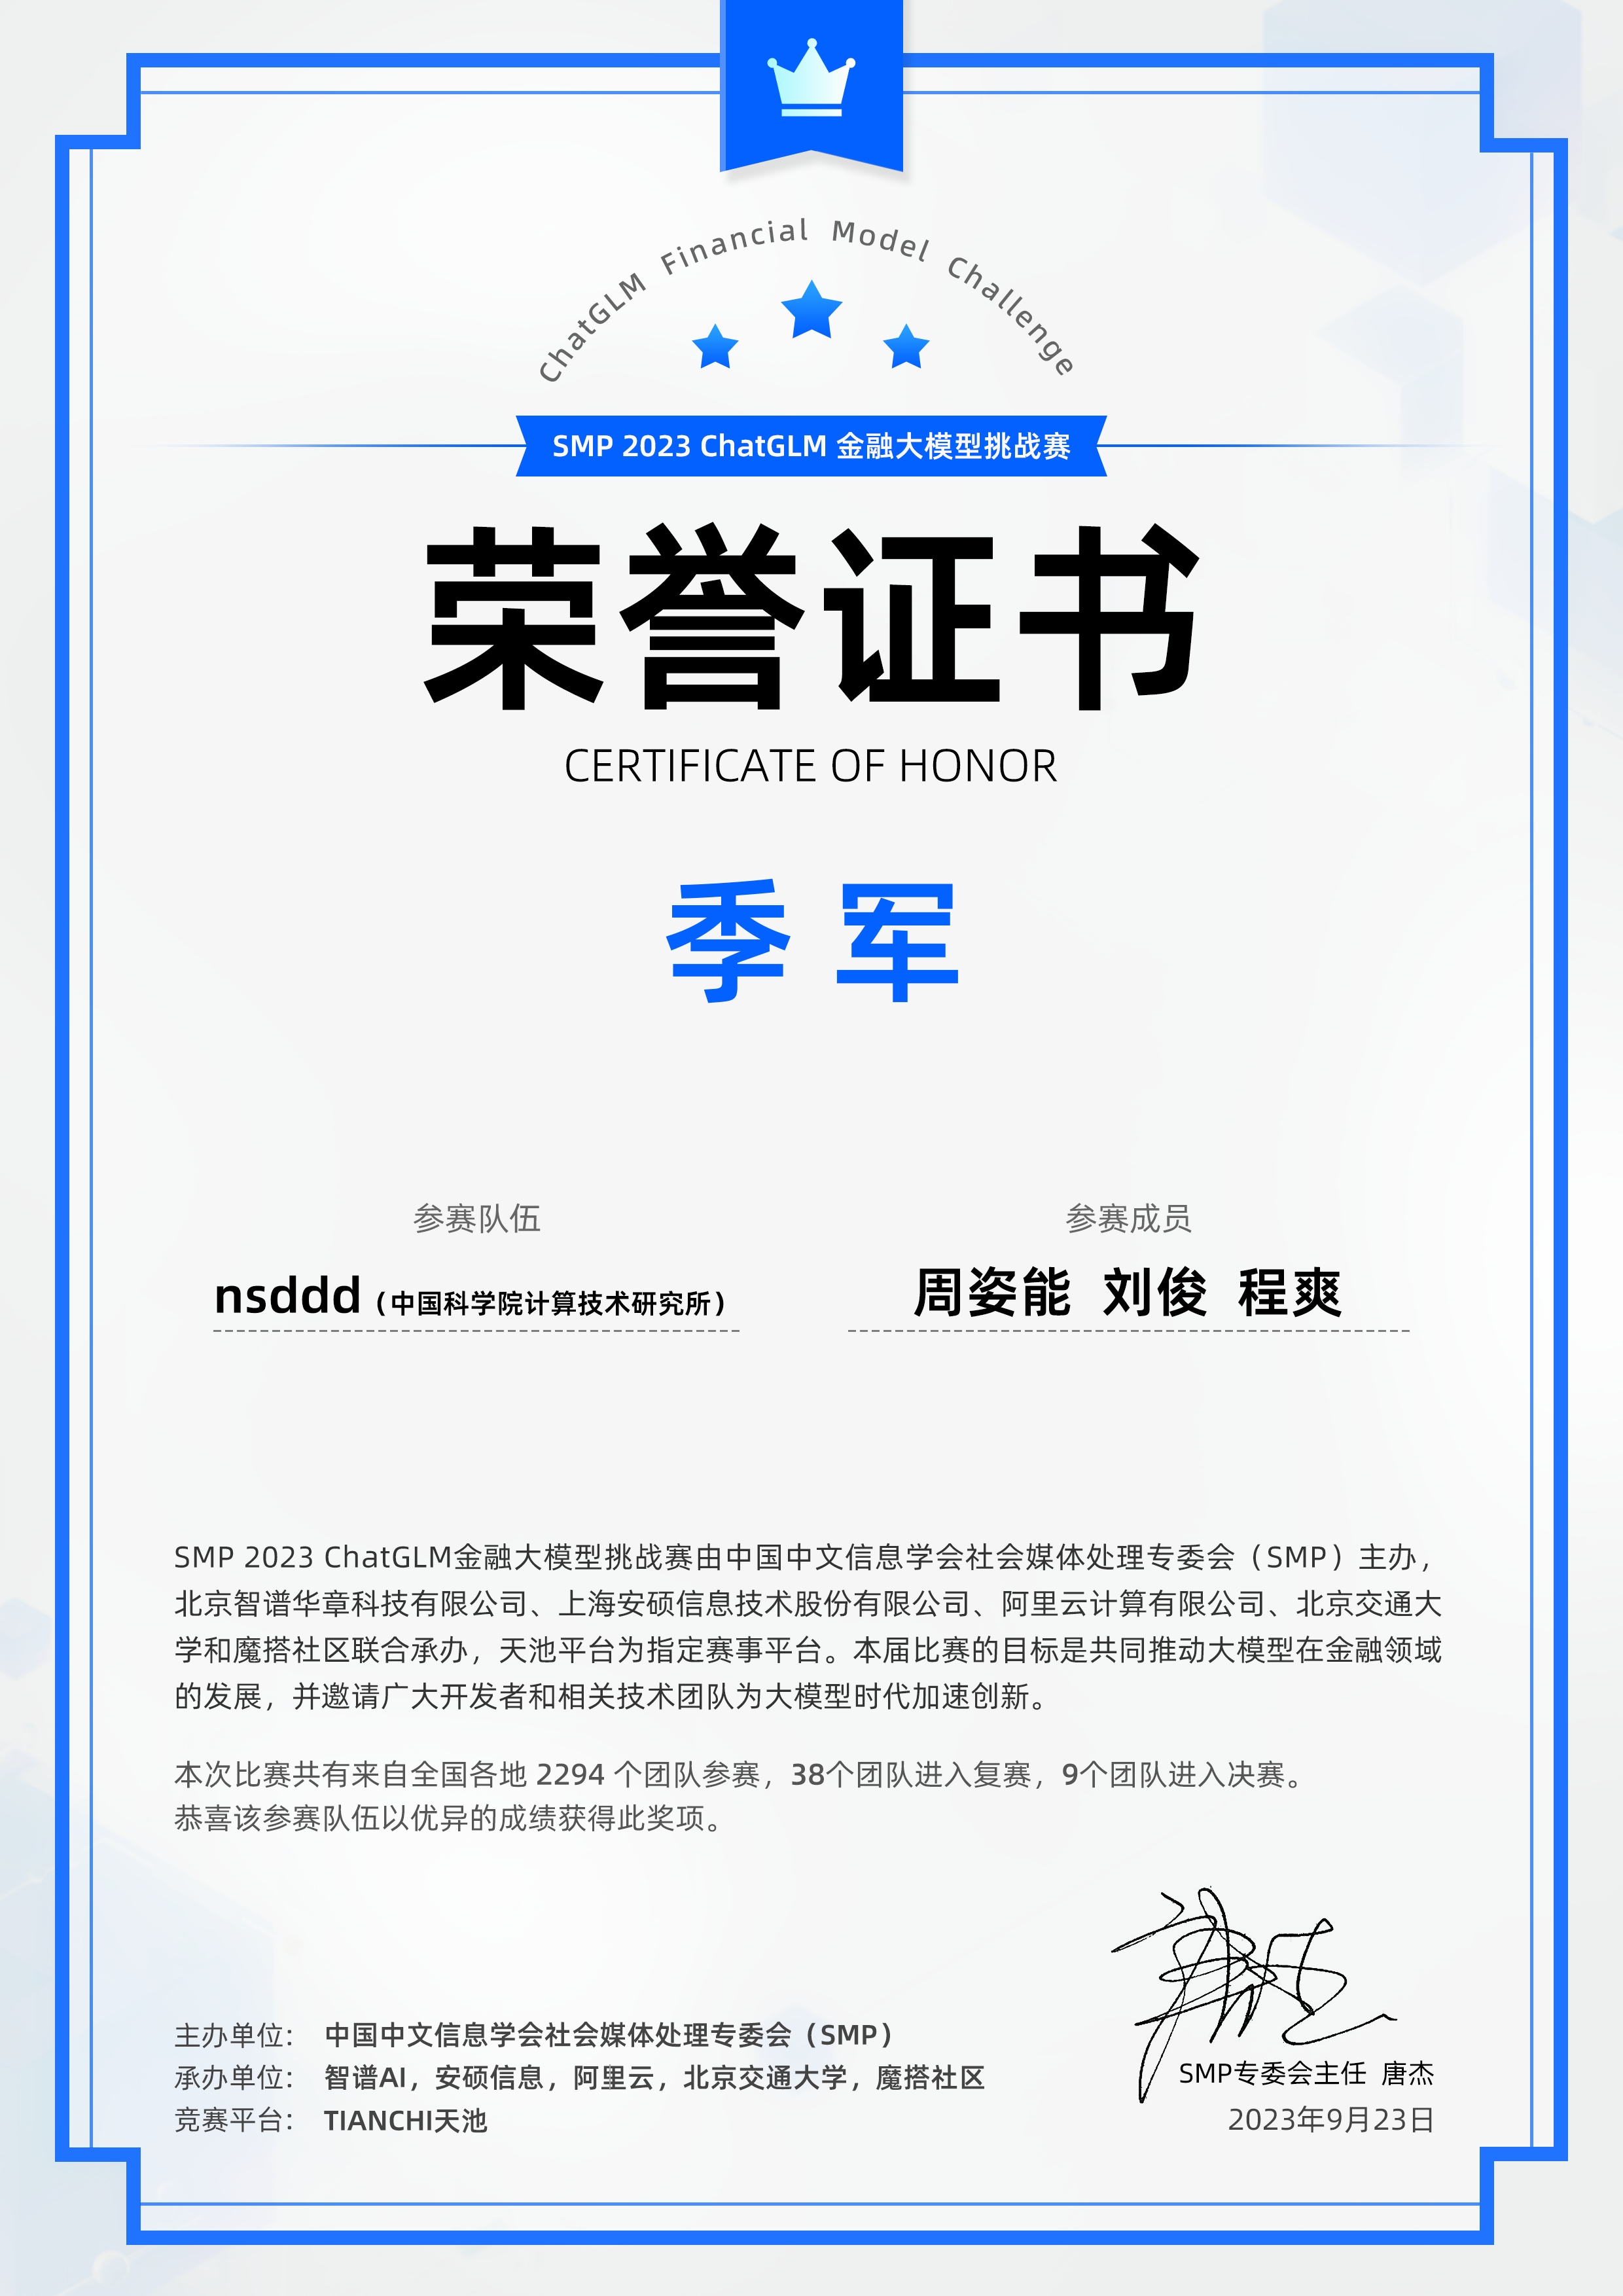 ChatGLM Financial Model Challenge
SMP 2023 ChatGLM 金融大模型挑战赛
荣誉证书
CERTIFICATE OF HONOR
季军
参赛队伍
nsddd（中国科学院计算技术研究所）
参赛成员
周姿能 刘俊 程爽
SMP 2023 ChatGLM金融大模型挑战赛由中国中文信息学会社会媒体处理专委会（SMP）主办，
北京智谱华章科技有限公司、上海安硕信息技术股份有限公司、阿里云计算有限公司、北京交通大
学和魔搭社区联合承办，天池平台为指定赛事平台。本届比赛的目标是共同推动大模型在金融领域
的发展，并邀请广大开发者和相关技术团队为大模型时代加速创新。
本次比赛共有来自全国各地 2294 个团队参赛，38个团队进入复赛，9个团队进入决赛。
恭喜该参赛队伍以优异的成绩获得此奖项。
主办单位： 中国中文信息学会社会媒体处理专委会（SMP）
承办单位： 智谱AI，安硕信息，阿里云，北京交通大学，魔搭社区
竞赛平台： TIANCHI天池
SMP专委会主任 唐杰
2023年9月23日